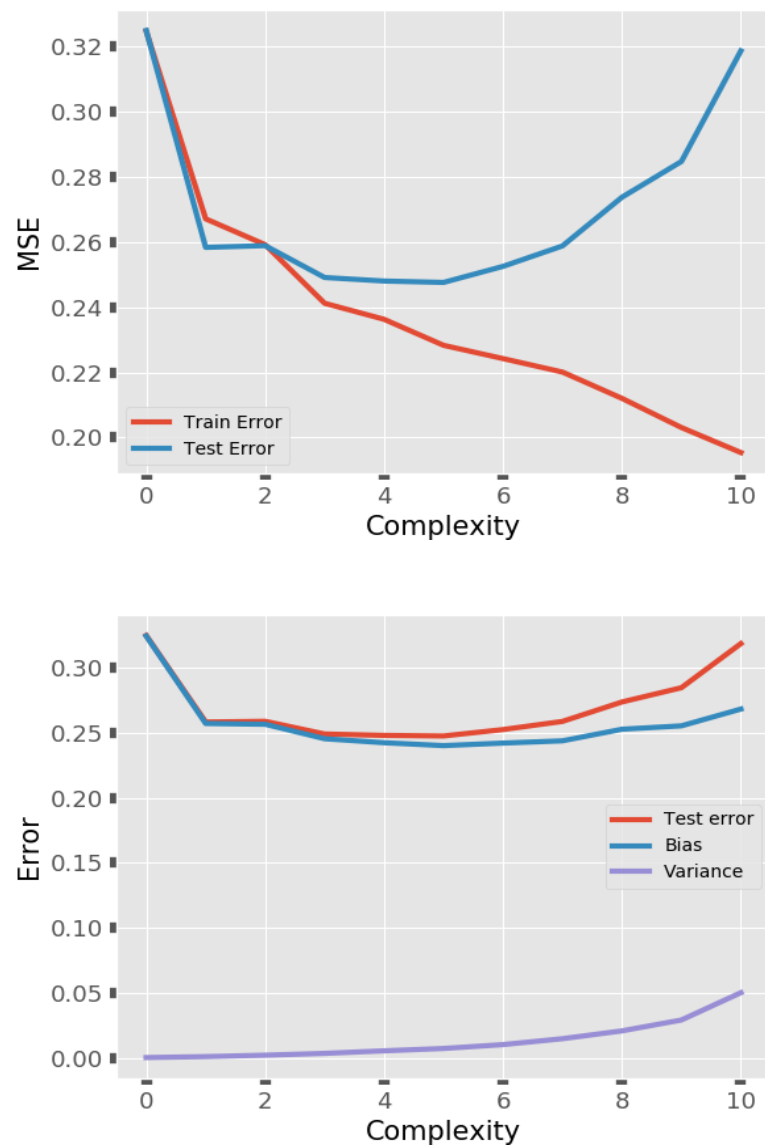 0.32
0.30
0.28
0.26
0.24
0.22
0.20
MSE
Train Error
Test Error
0 2 4 6 8 10
Complexity
0.30
0.25
0.20
0.15
0.10
0.05
0.00
Error
Test error
Bias
Variance
0 2 4 6 8 10
Complexity